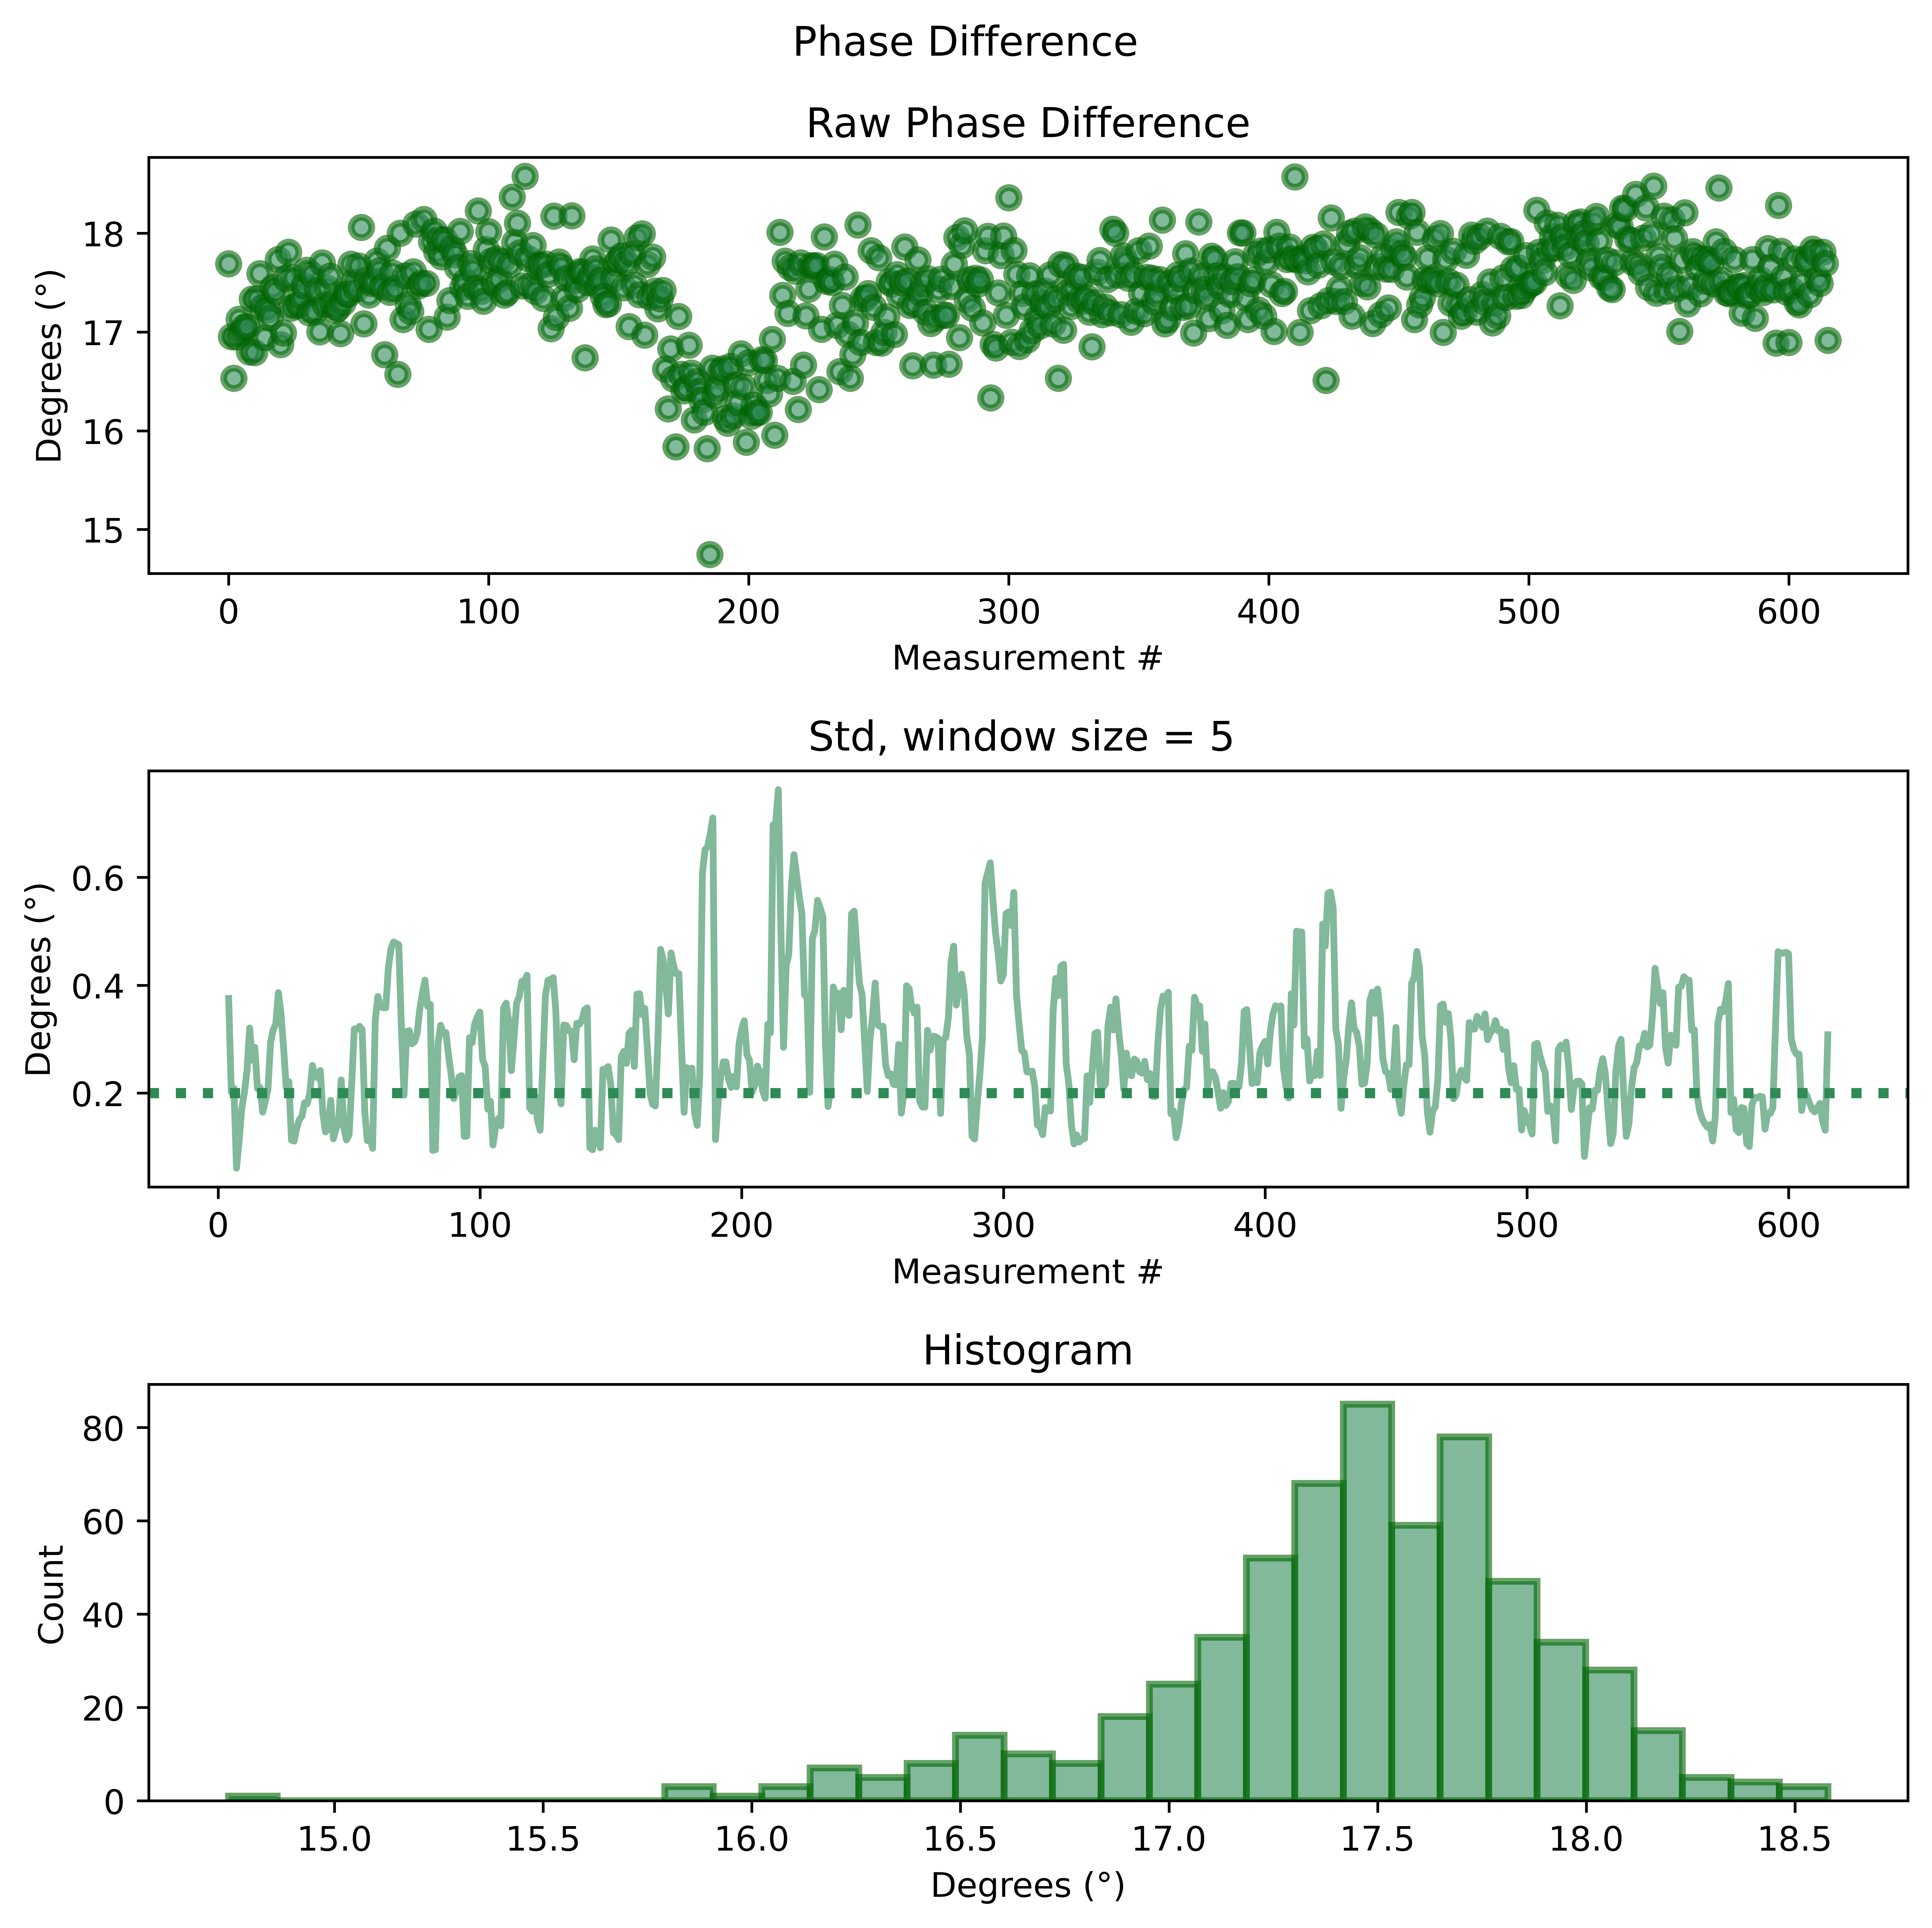 Phase Difference
Raw Phase Difference
18
17
16
15
Degrees (°)
0 100 200 300 400 500 600
Measurement #
Std, window size = 5
0.6
0.4
0.2
Degrees (°)
0 100 200 300 400 500 600
Measurement #
Histogram
80
60
40
20
0
Count
15.0 15.5 16.0 16.5 17.0 17.5 18.0 18.5
Degrees (°)